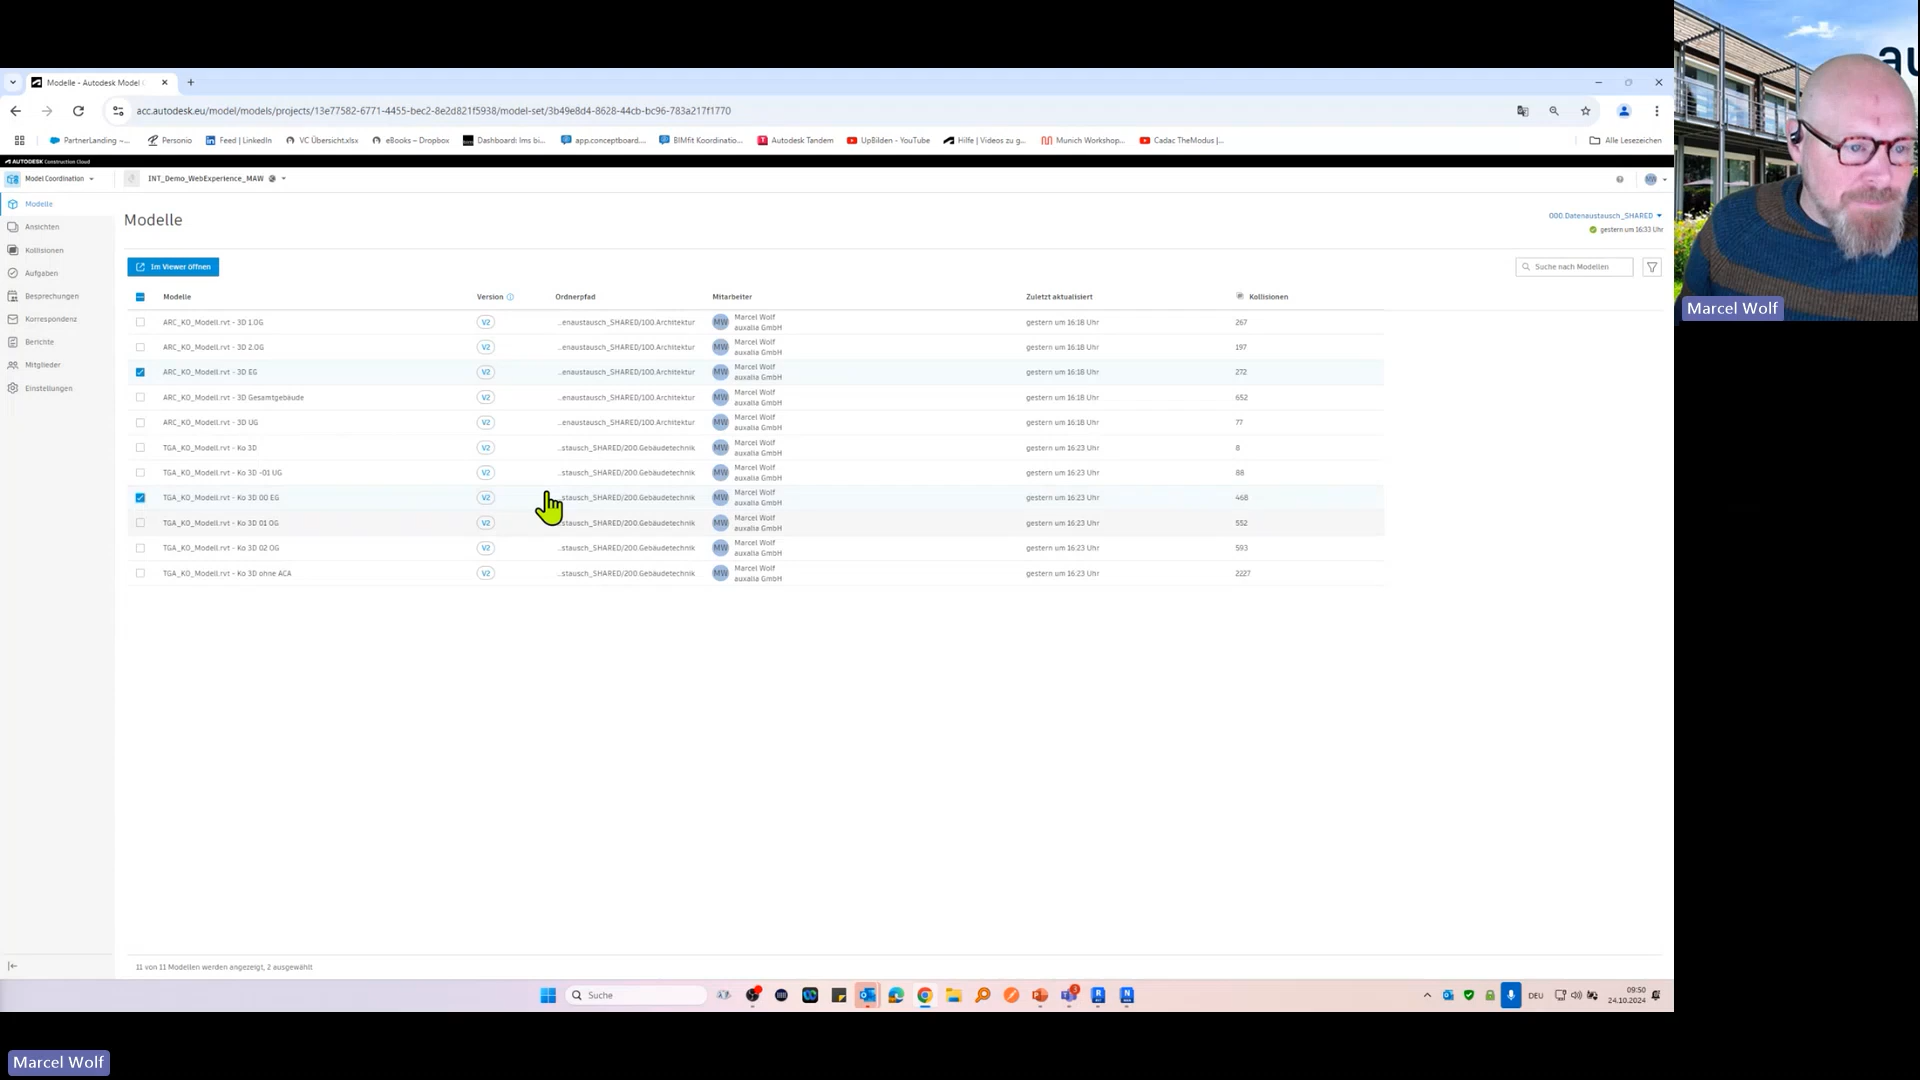 Modelle - Autodesk Model C
acc.autodesk.eu/model/models/projects/13e77582-6771-4455-bec2-8e2d821f5938/model-set/3b49e8d4-8628-44cb-bc96-783a217f1770
PartnerLanding –...
Personio
Feed | LinkedIn
VC Übersicht.xlsx
eBooks – Dropbox
Dashboard: Ims bi...
app.conceptboard....
BIMfit Koordinatio...
Autodesk Tandem
UpBilden - YouTube
Hilfe | Videos zu g...
Munich Workshop...
Cadac TheModus |...
Alle Lesezeichen
AUTODESK Construction Cloud
Model Coordination
INT_Demo_WebExperience_MAW
MW
Modelle
Ansichten
Kollisionen
Aufgaben
Besprechungen
Korrespondenz
Berichte
Mitglieder
Einstellungen
Modelle
000.Datenaustausch_SHARED
gestern um 16:33 Uhr
Im Viewer öffnen
Suche nach Modellen
Modelle Version Ordnerpfad Mitarbeiter Zuletzt aktualisiert Kollisionen
ARC_KO_Modell.rvt - 3D 1.OG V2 ...enaustausch_SHARED/100.Architektur MW Marcel Wolf gestern um 16:18 Uhr 267
auxalia GmbH
ARC_KO_Modell.rvt - 3D 2.OG V2 ...enaustausch_SHARED/100.Architektur MW Marcel Wolf gestern um 16:18 Uhr 197
auxalia GmbH
ARC_KO_Modell.rvt - 3D EG V2 ...enaustausch_SHARED/100.Architektur MW Marcel Wolf gestern um 16:18 Uhr 272
auxalia GmbH
ARC_KO_Modell.rvt - 3D Gesamtgebäude V2 ...enaustausch_SHARED/100.Architektur MW Marcel Wolf gestern um 16:18 Uhr 652
auxalia GmbH
ARC_KO_Modell.rvt - 3D UG V2 ...enaustausch_SHARED/100.Architektur MW Marcel Wolf gestern um 16:18 Uhr 77
auxalia GmbH
TGA_KO_Modell.rvt - Ko 3D V2 ...stausch_SHARED/200.Gebäudetechnik MW Marcel Wolf gestern um 16:23 Uhr 8
auxalia GmbH
TGA_KO_Modell.rvt - Ko 3D -01 UG V2 ...stausch_SHARED/200.Gebäudetechnik MW Marcel Wolf gestern um 16:23 Uhr 88
auxalia GmbH
TGA_KO_Modell.rvt - Ko 3D 00 EG V2 ...stausch_SHARED/200.Gebäudetechnik MW Marcel Wolf gestern um 16:23 Uhr 468
auxalia GmbH
TGA_KO_Modell.rvt - Ko 3D 01 OG V2 ...stausch_SHARED/200.Gebäudetechnik MW Marcel Wolf gestern um 16:23 Uhr 552
auxalia GmbH
TGA_KO_Modell.rvt - Ko 3D 02 OG V2 ...stausch_SHARED/200.Gebäudetechnik MW Marcel Wolf gestern um 16:23 Uhr 593
auxalia GmbH
TGA_KO_Modell.rvt - Ko 3D ohne ACA V2 ...stausch_SHARED/200.Gebäudetechnik MW Marcel Wolf gestern um 16:23 Uhr 2227
auxalia GmbH
11 von 11 Modellen werden angezeigt, 2 ausgewählt
Suche
DEU
09:50
24.10.2024
au
Marcel Wolf
Marcel Wolf